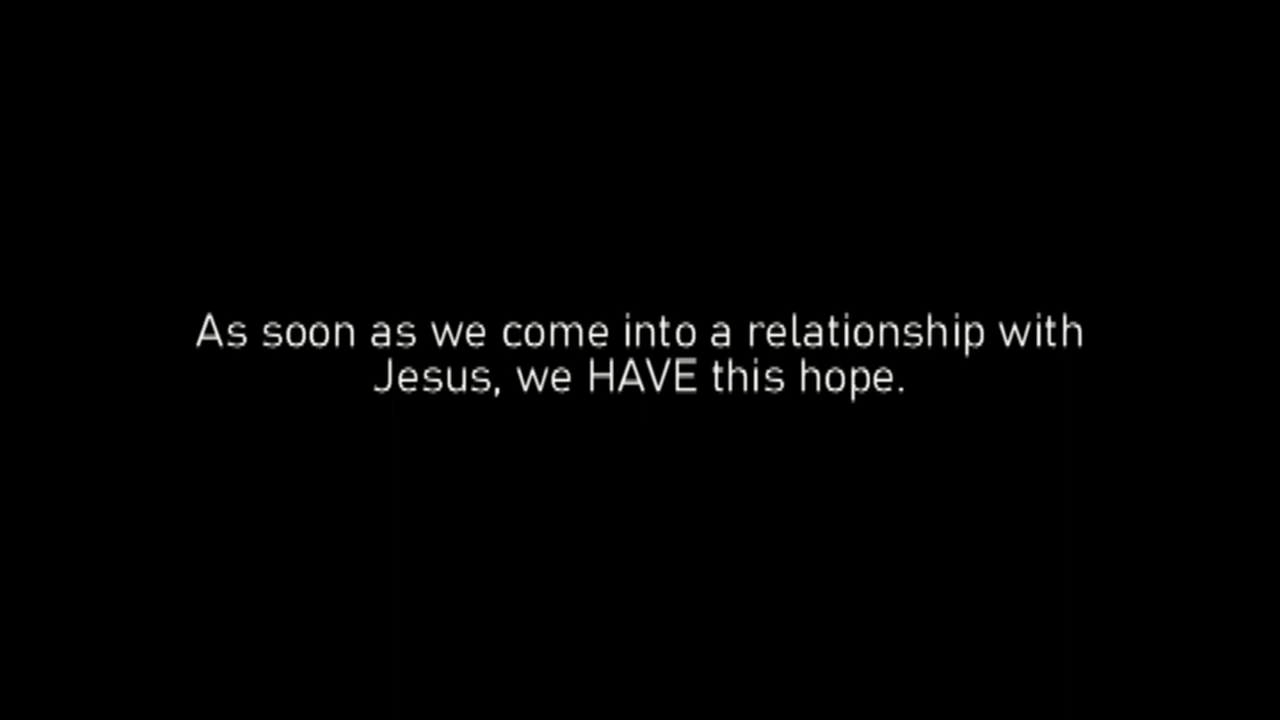 As soon as we come into a relationship with
Jesus, we HAVE this hope.